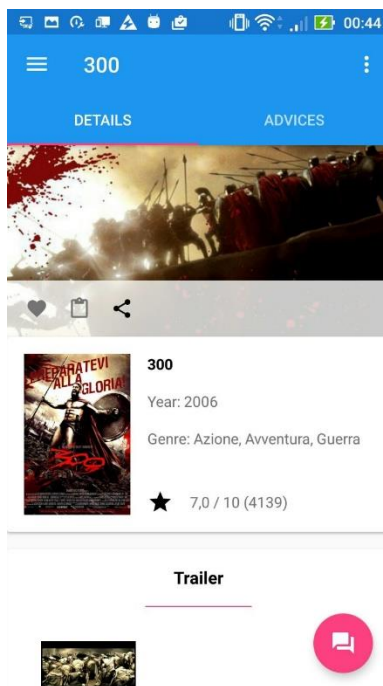 00:44
300
DETAILS
ADVICES
PREPARATEVI
ALLA GLORIA!
300
300
Year: 2006
Genre: Azione, Avventura, Guerra
7,0 / 10 (4139)
Trailer